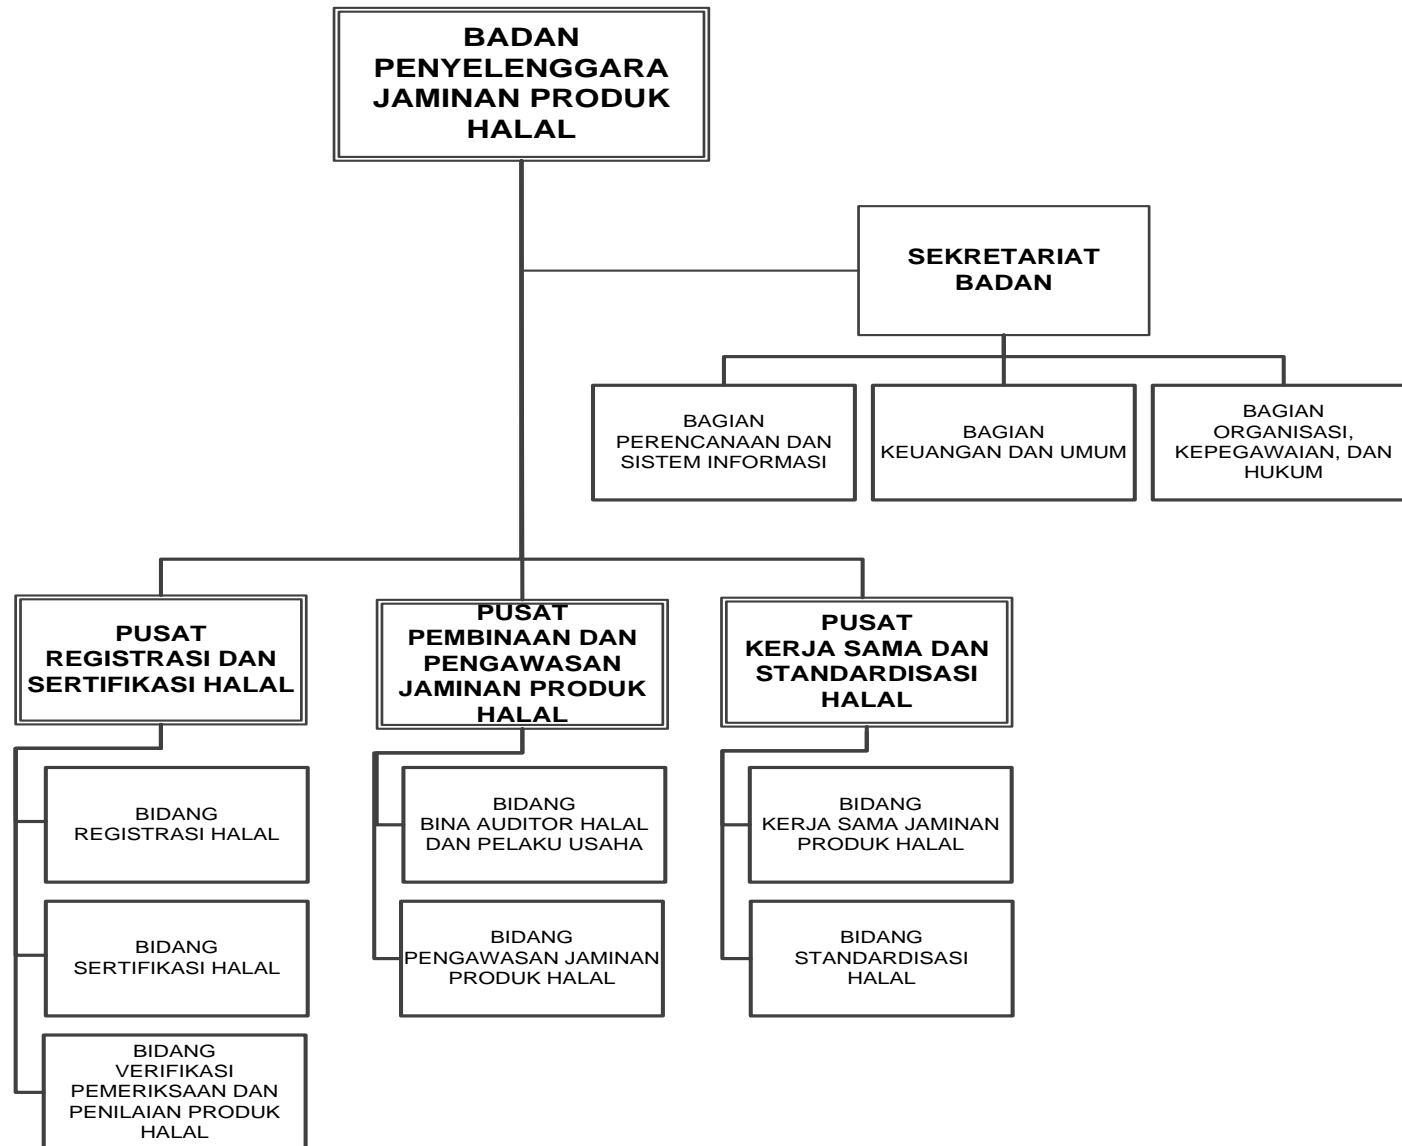 BADAN
PENYELENGGARA
JAMINAN PRODUK
HALAL
SEKRETARIAT
BADAN
BAGIAN
PERENCANAAN DAN
SISTEM INFORMASI
BAGIAN
KEUANGAN DAN UMUM
BAGIAN
ORGANISASI,
KEPEGAWAIAN, DAN
HUKUM
PUSAT
REGISTRASI DAN
SERTIFIKASI HALAL
PUSAT
PEMBINAAN DAN
PENGAWASAN
JAMINAN PRODUK
HALAL
PUSAT
KERJA SAMA DAN
STANDARDISASI
HALAL
BIDANG
REGISTRASI HALAL
BIDANG
BINA AUDITOR HALAL
DAN PELAKU USAHA
BIDANG
KERJA SAMA JAMINAN
PRODUK HALAL
BIDANG
SERTIFIKASI HALAL
BIDANG
PENGAWASAN JAMINAN
PRODUK HALAL
BIDANG
STANDARDISASI
HALAL
BIDANG
VERIFIKASI
PEMERIKSAAN DAN
PENILAIAN PRODUK
HALAL